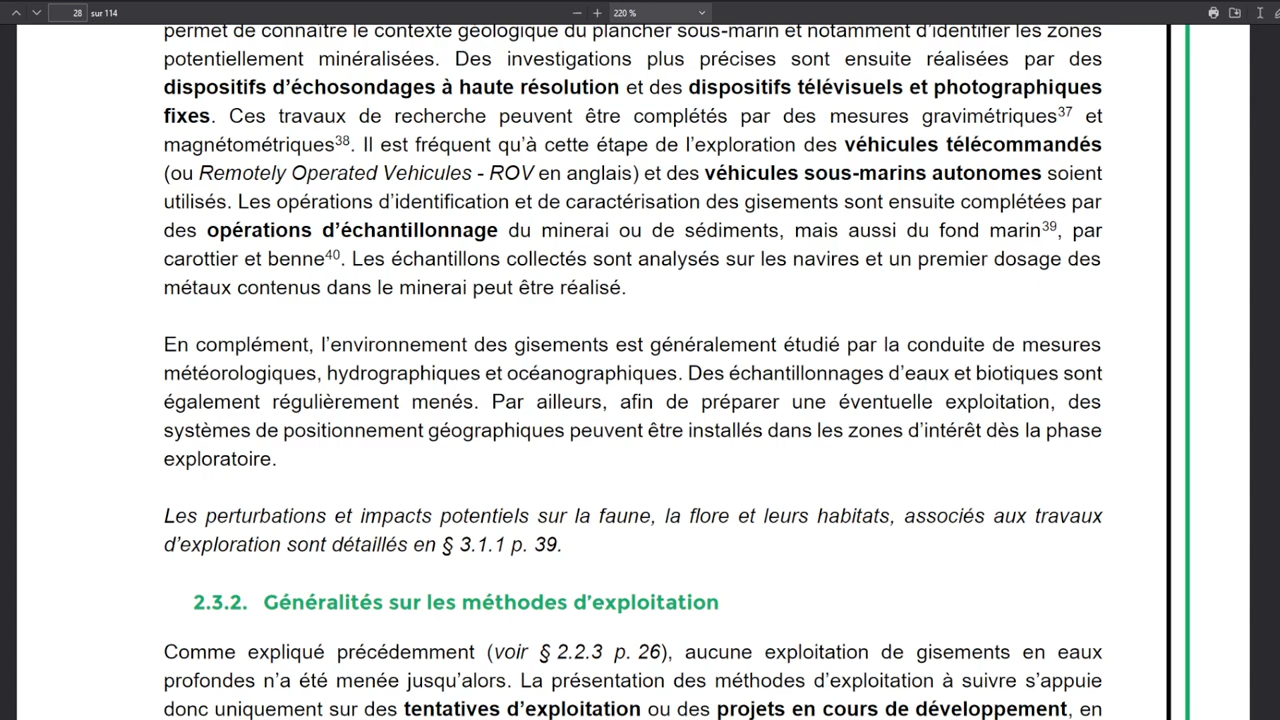 28 sur 114
220 %
permet de connaître le contexte géologique du plancher sous-marin et notamment d'identifier les zones
potentiellement minéralisées. Des investigations plus précises sont ensuite réalisées par des
dispositifs d'échosondages à haute résolution et des dispositifs télévisuels et photographiques
fixes. Ces travaux de recherche peuvent être complétés par des mesures gravimétriques37 et
magnétométriques38. Il est fréquent qu'à cette étape de l'exploration des véhicules télécommandés
(ou Remotely Operated Vehicles - ROV en anglais) et des véhicules sous-marins autonomes soient
utilisés. Les opérations d'identification et de caractérisation des gisements sont ensuite complétées par
des opérations d'échantillonnage du minerai ou de sédiments, mais aussi du fond marin39, par
carottier et benne40. Les échantillons collectés sont analysés sur les navires et un premier dosage des
métaux contenus dans le minerai peut être réalisé.
En complément, l'environnement des gisements est généralement étudié par la conduite de mesures
météorologiques, hydrographiques et océanographiques. Des échantillonnages d'eaux et biotiques sont
également régulièrement menés. Par ailleurs, afin de préparer une éventuelle exploitation, des
systèmes de positionnement géographiques peuvent être installés dans les zones d'intérêt dès la phase
exploratoire.
Les perturbations et impacts potentiels sur la faune, la flore et leurs habitats, associés aux travaux
d'exploration sont détaillés en § 3.1.1 p. 39.
2.3.2. Généralités sur les méthodes d'exploitation
Comme expliqué précédemment (voir § 2.2.3 p. 26), aucune exploitation de gisements en eaux
profondes n'a été menée jusqu'alors. La présentation des méthodes d'exploitation à suivre s'appuie
donc uniquement sur des tentatives d'exploitation ou des projets en cours de développement, en